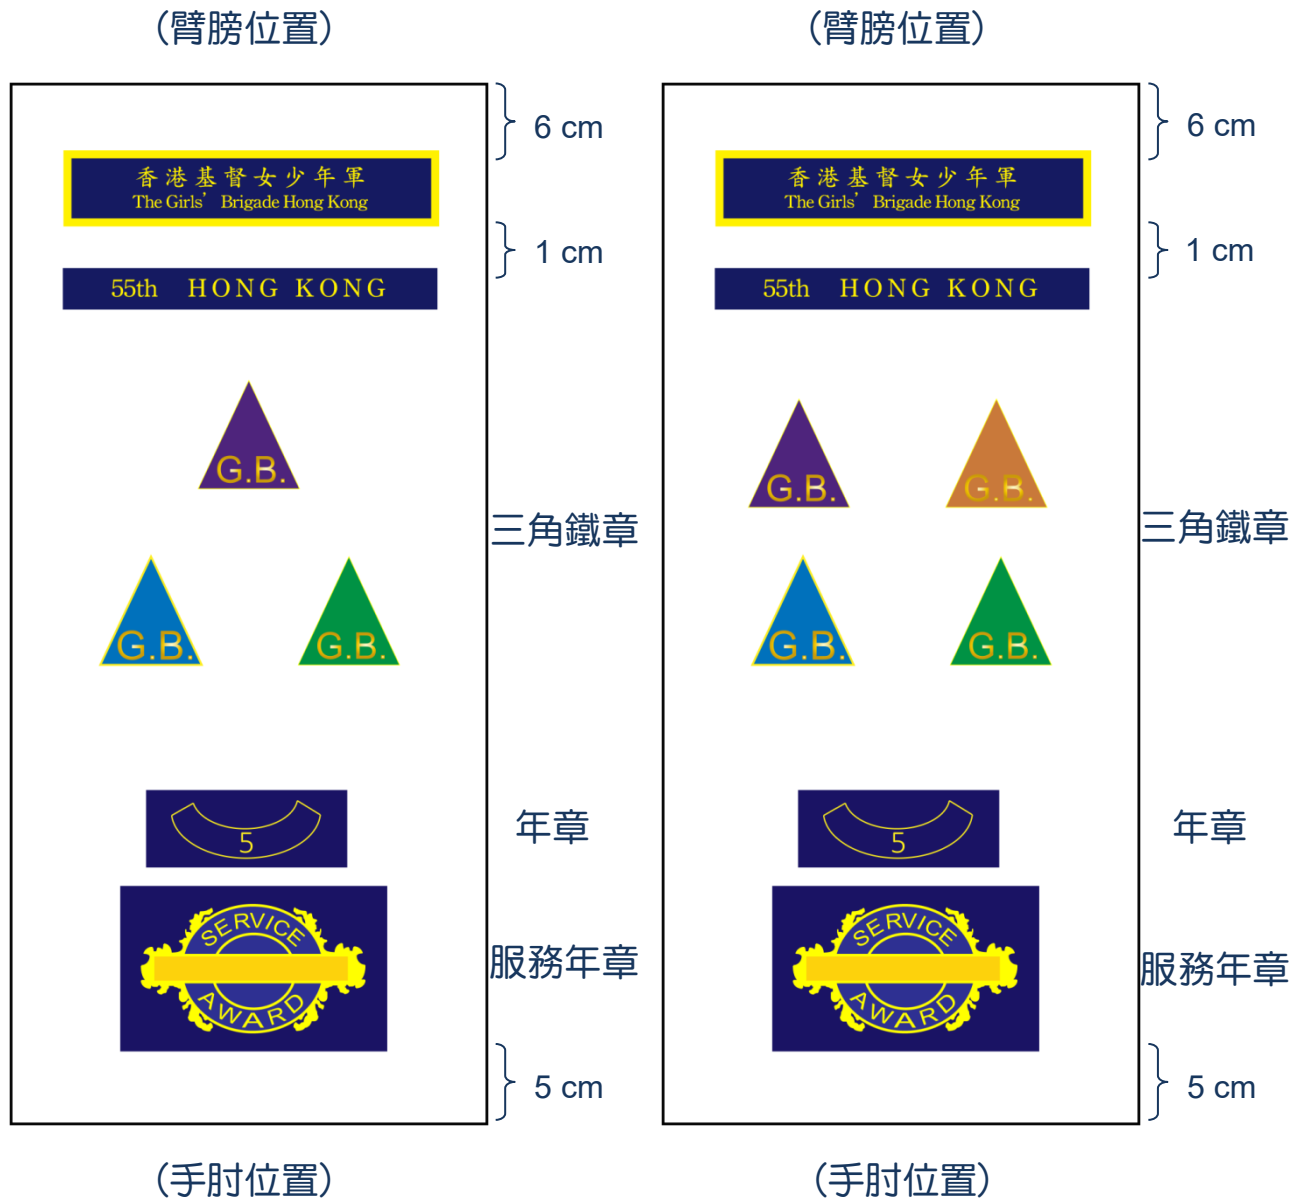 (臂膀位置)
6 cm
香港基督女少年軍
The Girls’ Brigade Hong Kong
1 cm
55th HONG KONG
G.B.
三角鐵章
G.B. G.B.
年章
5
SERVICE
服務年章
AWARD
5 cm
(手肘位置)
(臂膀位置)
6 cm
香港基督女少年軍
The Girls’ Brigade Hong Kong
1 cm
55th HONG KONG
G.B. G.B.
三角鐵章
G.B. G.B.
年章
5
SERVICE
服務年章
AWARD
5 cm
(手肘位置)